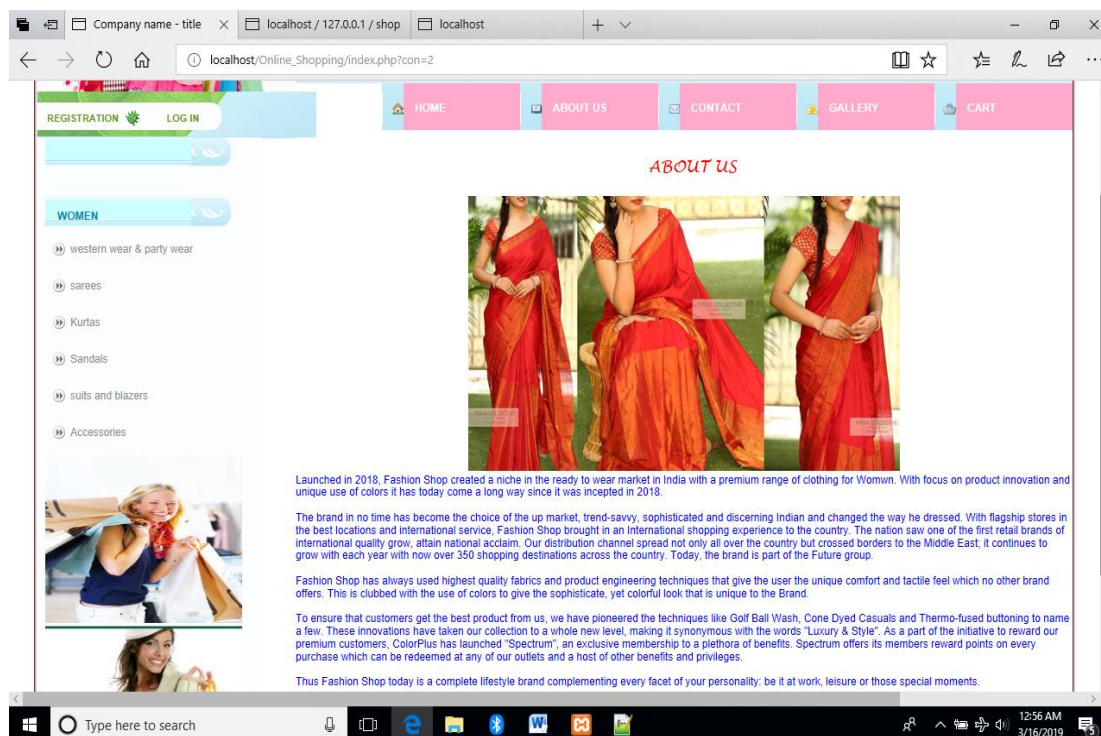 Company name - title
localhost / 127.0.0.1 / shop
localhost
localhost/Online_Shopping/index.php?con=2
REGISTRATION
LOG IN
HOME
ABOUT US
CONTACT
GALLERY
CART
ABOUT US
WOMEN
western wear & party wear
sarees
Kurtas
Sandals
suits and blazers
Accessories
Launched in 2018, Fashion Shop created a niche in the ready to wear market in India with a premium range of clothing for Womwn. With focus on product innovation and
unique use of colors it has today come a long way since it was incepted in 2018.
The brand in no time has become the choice of the up market, trend-savvy, sophisticated and discerning Indian and changed the way he dressed. With flagship stores in
the best locations and international service, Fashion Shop brought in an International shopping experience to the country. The nation saw one of the first retail brands of
international quality grow, attain national acclaim. Our distribution channel spread not only all over the country but crossed borders to the Middle East; it continues to
grow with each year with now over 350 shopping destinations across the country. Today, the brand is part of the Future group.
Fashion Shop has always used highest quality fabrics and product engineering techniques that give the user the unique comfort and tactile feel which no other brand
offers. This is clubbed with the use of colors to give the sophisticate, yet colorful look that is unique to the Brand.
To ensure that customers get the best product from us, we have pioneered the techniques like Golf Ball Wash, Cone Dyed Casuals and Thermo-fused buttoning to name
a few. These innovations have taken our collection to a whole new level, making it synonymous with the words "Luxury & Style". As a part of the initiative to reward our
premium customers, ColorPlus has launched "Spectrum", an exclusive membership to a plethora of benefits. Spectrum offers its members reward points on every
purchase which can be redeemed at any of our outlets and a host of other benefits and privileges.
Thus Fashion Shop today is a complete lifestyle brand complementing every facet of your personality: be it at work, leisure or those special moments.
Type here to search
12:56 AM
3/16/2019